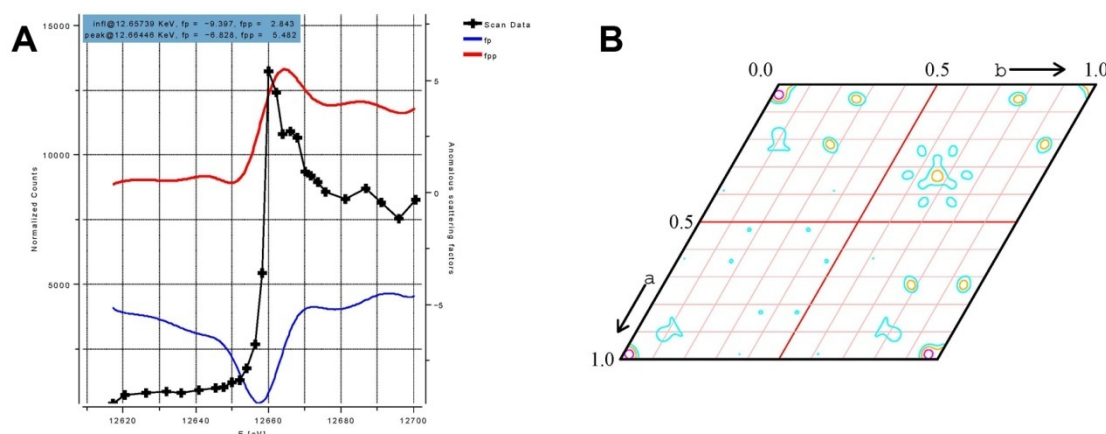 A
infl@12.65739 KeV, fp = -9.397, fpp = 2.843
peak@12.66446 KeV, fp = -6.828, fpp = 5.482
Scan Data
fp
fpp
15000
10000
5000
Normalized Counts
5
0
-5
Anomalous scattering factors
12620
12640
12660
12680
12700
B
0.0
0.5
b
1.0
0.5
a
1.0